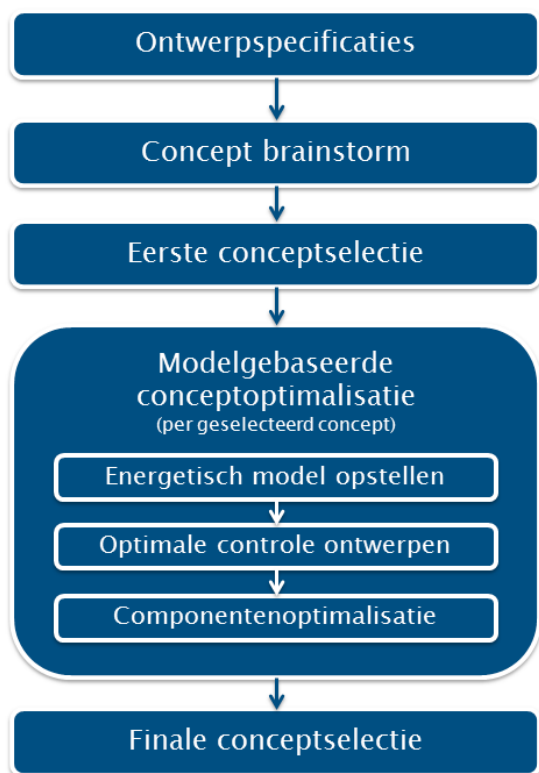 Ontwerpspecificaties
Concept brainstorm
Eerste conceptselectie
Modelgebaseerde
conceptoptimalisatie
(per geselecteerd concept)
Energetisch model opstellen
Optimale controle ontwerpen
Componentenoptimalisatie
Finale conceptselectie